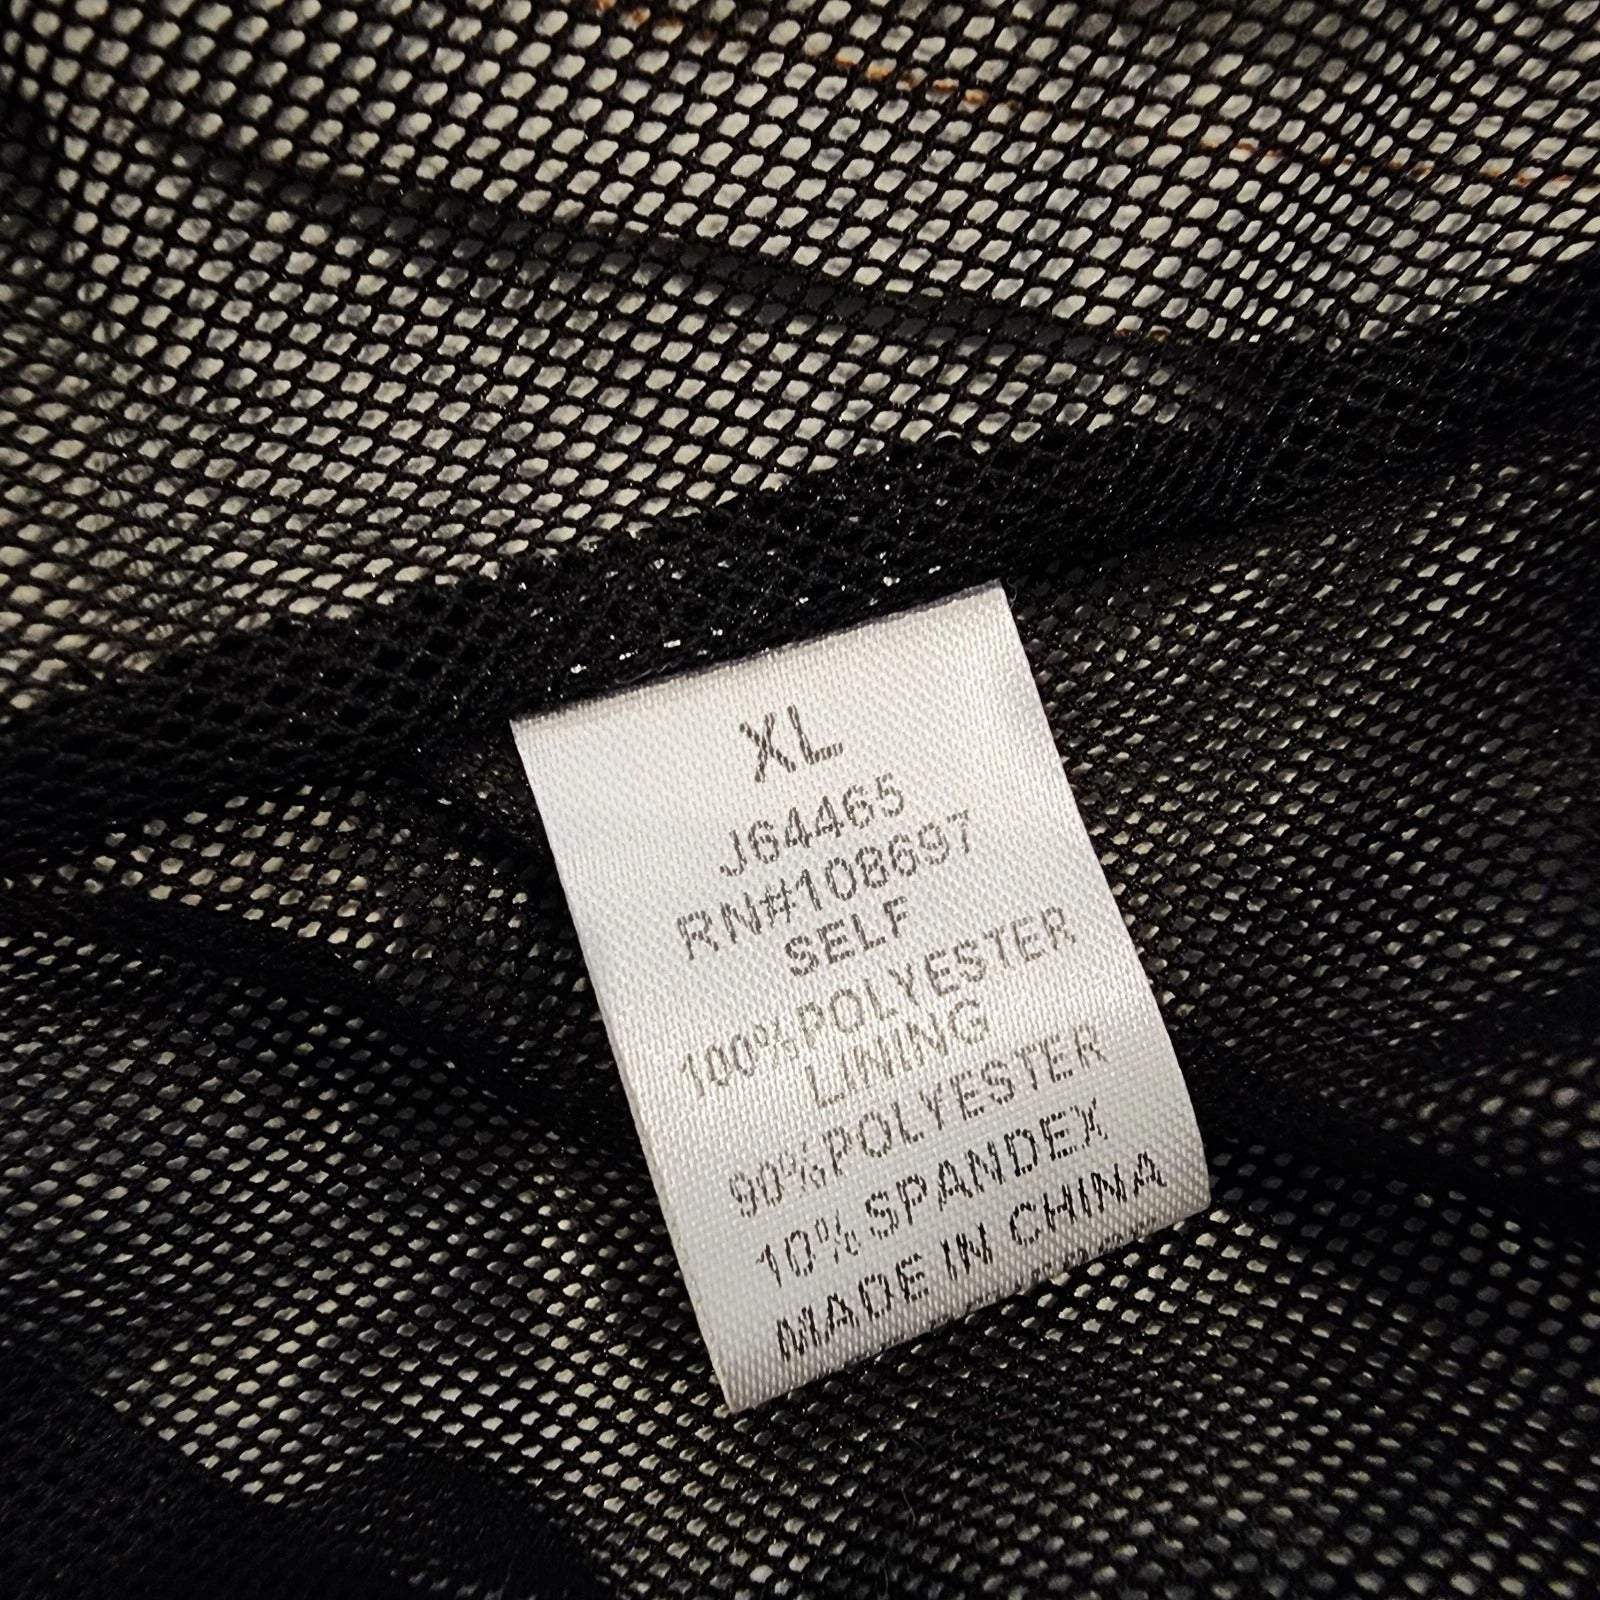 XL
J64465
RN#108697
SELF
100%POLYESTER
LINING
90%POLYESTER
10%SPANDEX
MADE IN CHINA